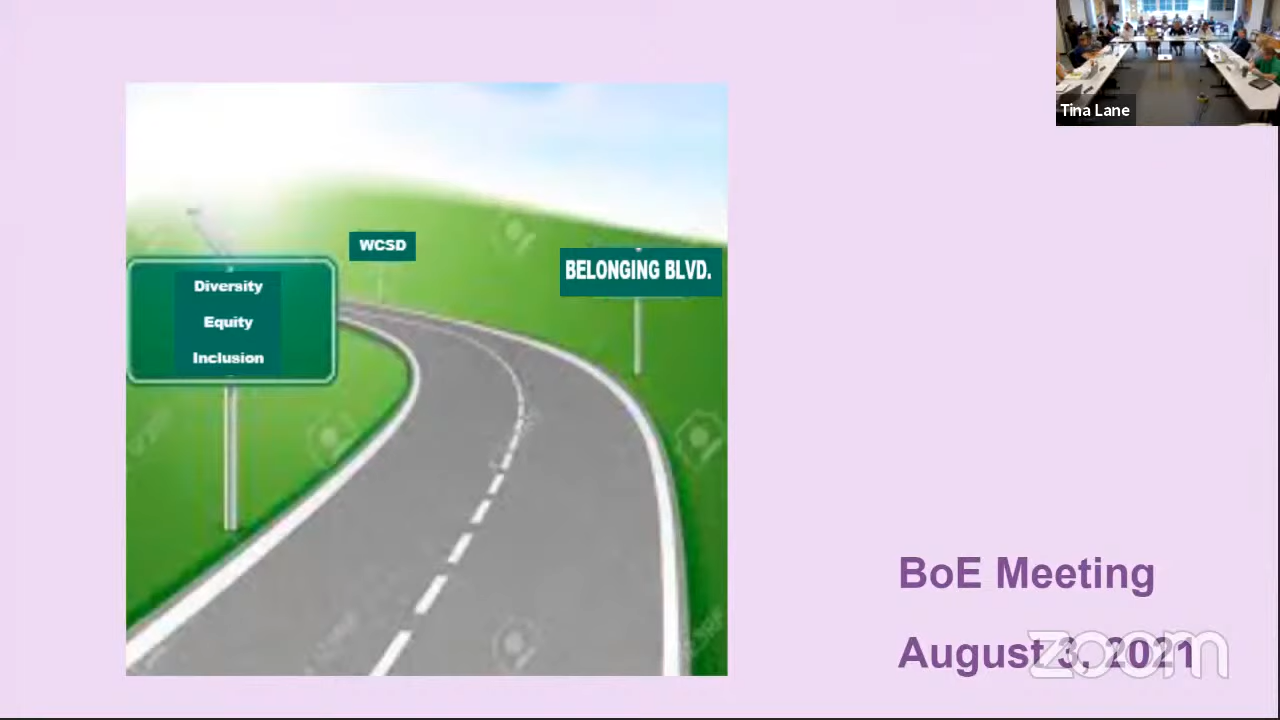 Tina Lane
WCSD
BELONGING BLVD.
Diversity
Equity
Inclusion
BoE Meeting
August 3, 2021
zoom